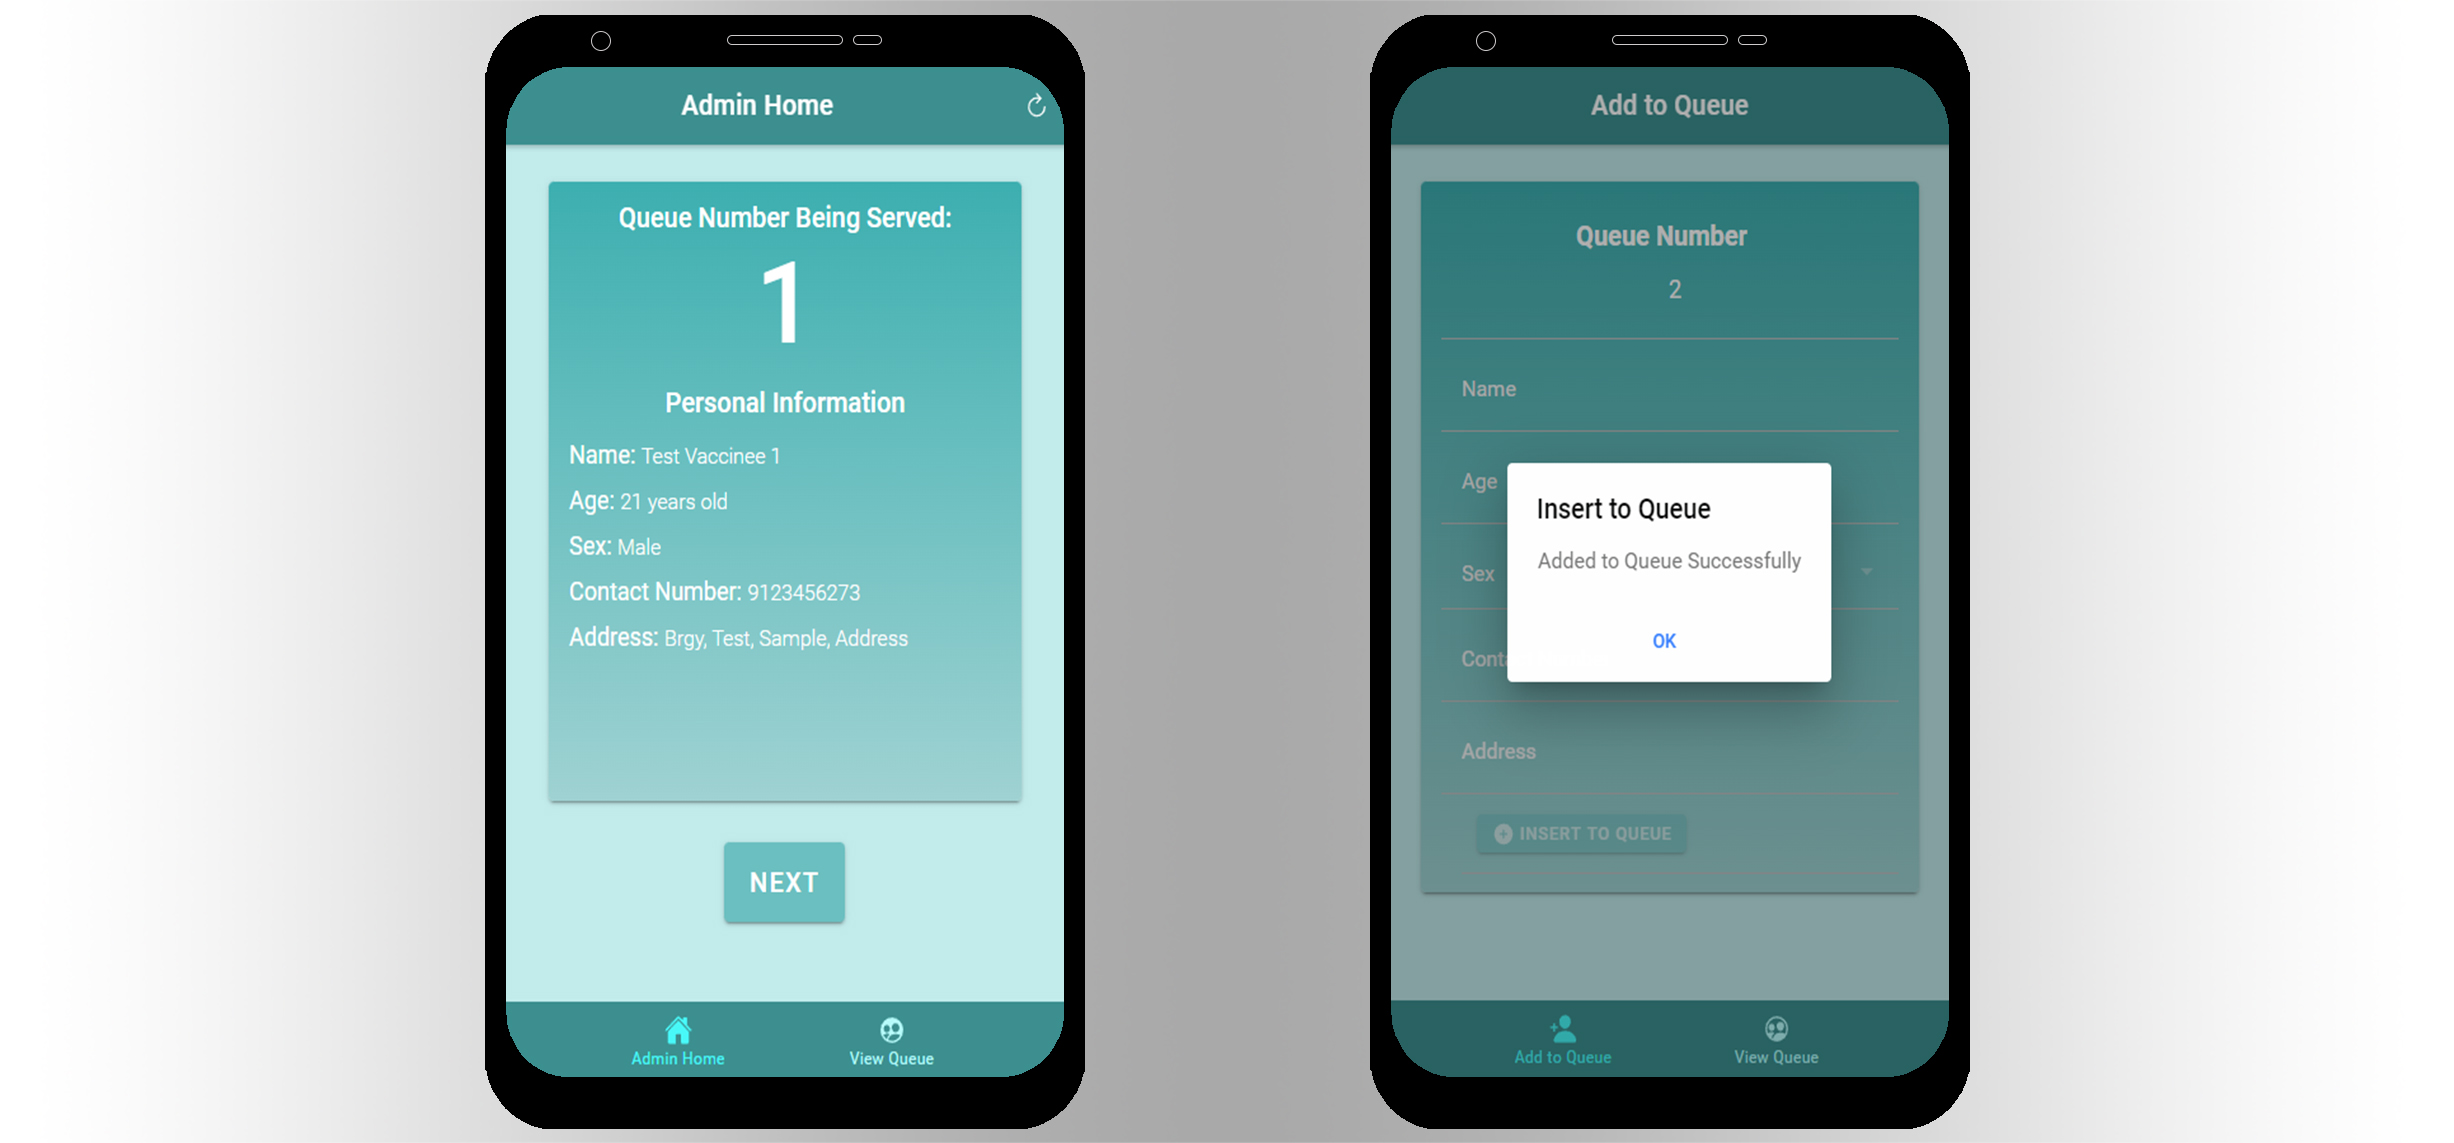 Admin Home
Queue Number Being Served:
1
Personal Information
Name: Test Vaccinee 1
Age: 21 years old
Sex: Male
Contact Number: 9123456273
Address: Brgy, Test, Sample, Address
NEXT
Admin Home
View Queue
Add to Queue
Queue Number
2
Name
Age
Sex
Address
Insert to Queue
Added to Queue Successfully
OK
INSERT TO QUEUE
Add to Queue
View Queue